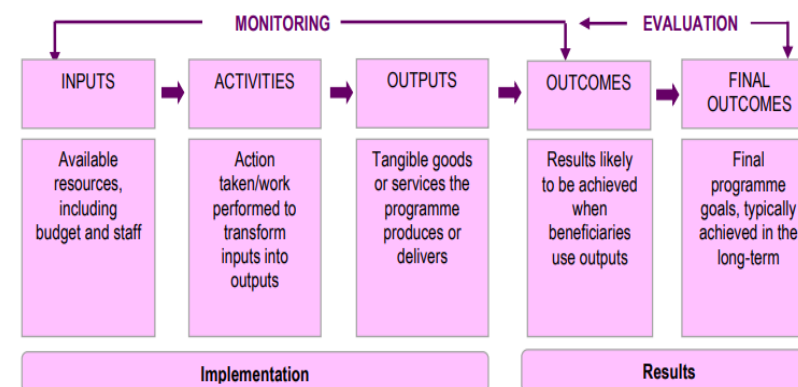 MONITORING
EVALUATION
INPUTS
ACTIVITIES
OUTPUTS
OUTCOMES
FINAL
OUTCOMES
Available
resources,
including
budget and staff
Action
taken/work
performed to
transform
inputs into
outputs
Tangible goods
or services the
programme
produces or
delivers
Results likely
to be achieved
when
beneficiaries
use outputs
Final
programme
goals, typically
achieved in the
long-term
Implementation
Results